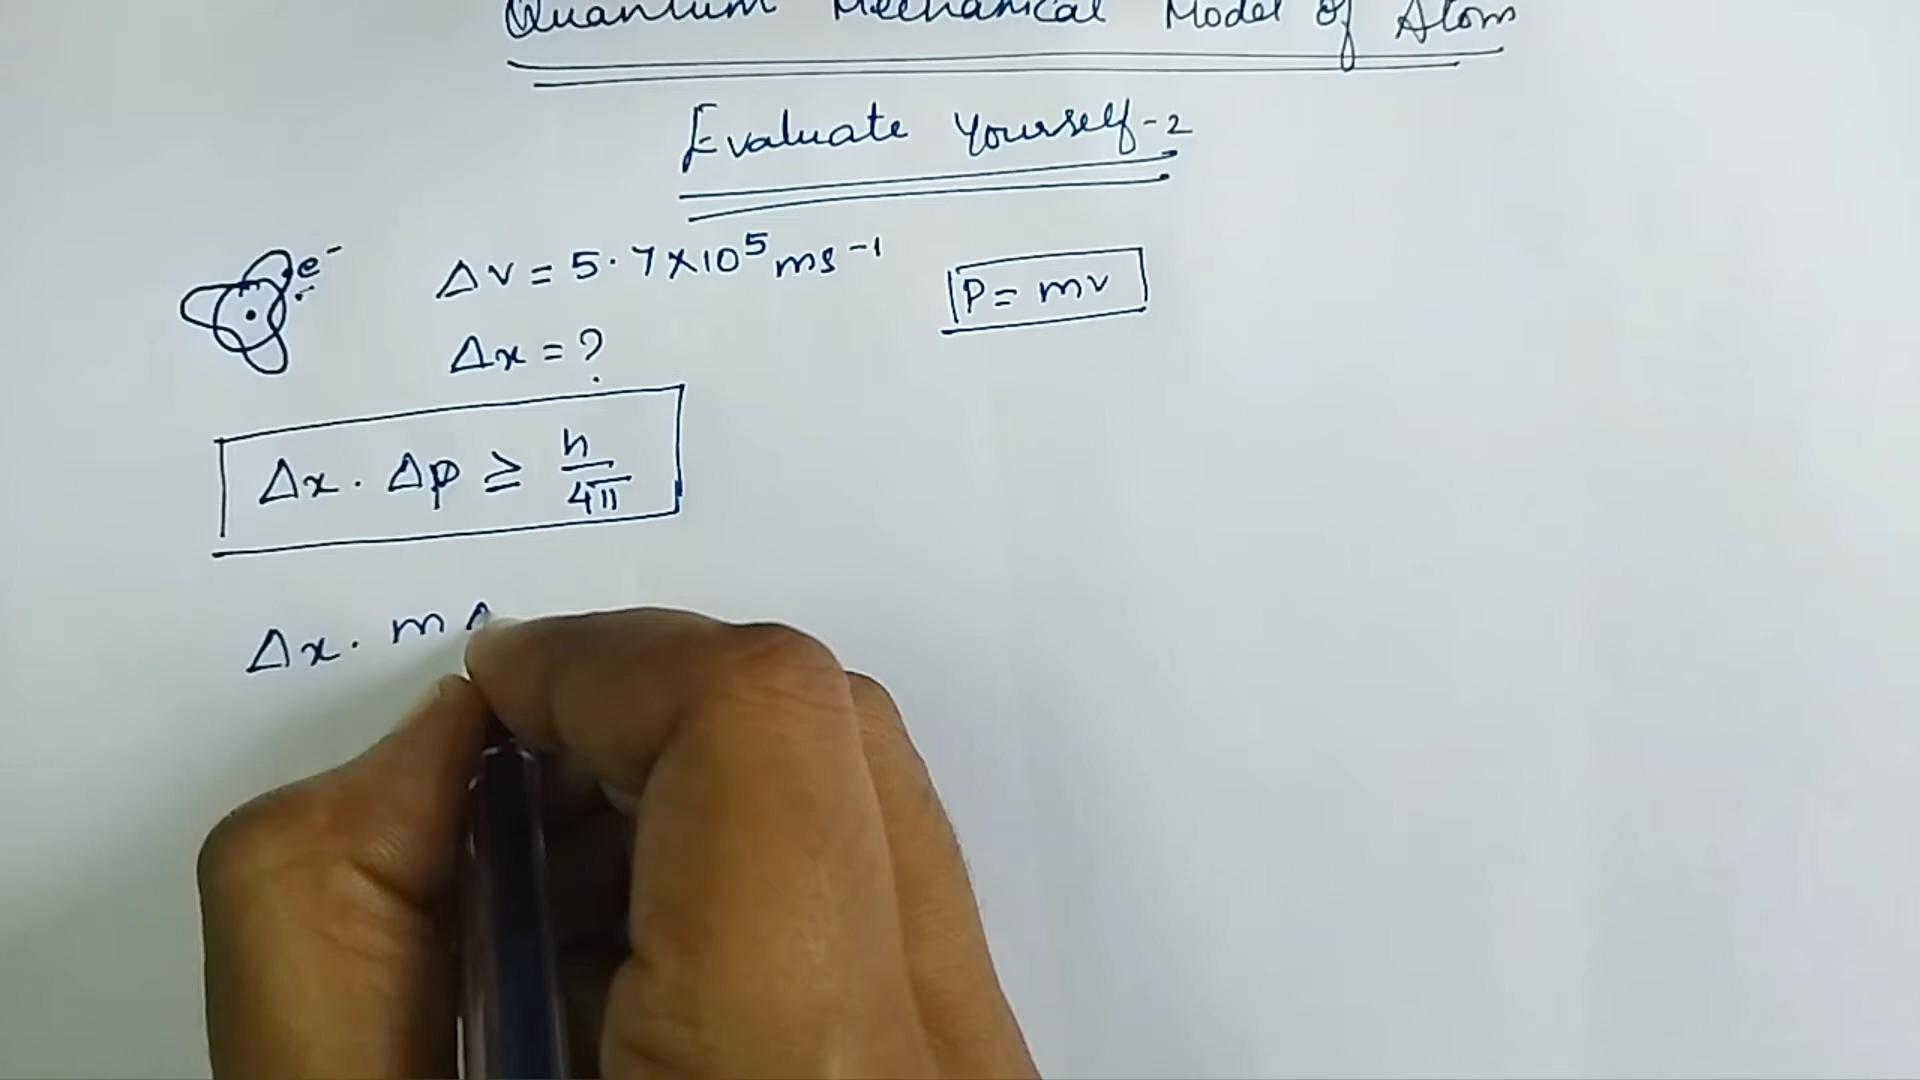 Quantum Mechanical Model of Atom
Evaluate Yourself-2
e⁻
Δv = 5.7×10⁵ ms⁻¹
P = mv
Δx = ?
Δx . Δp ≥ h/4π
Δx . m Δ